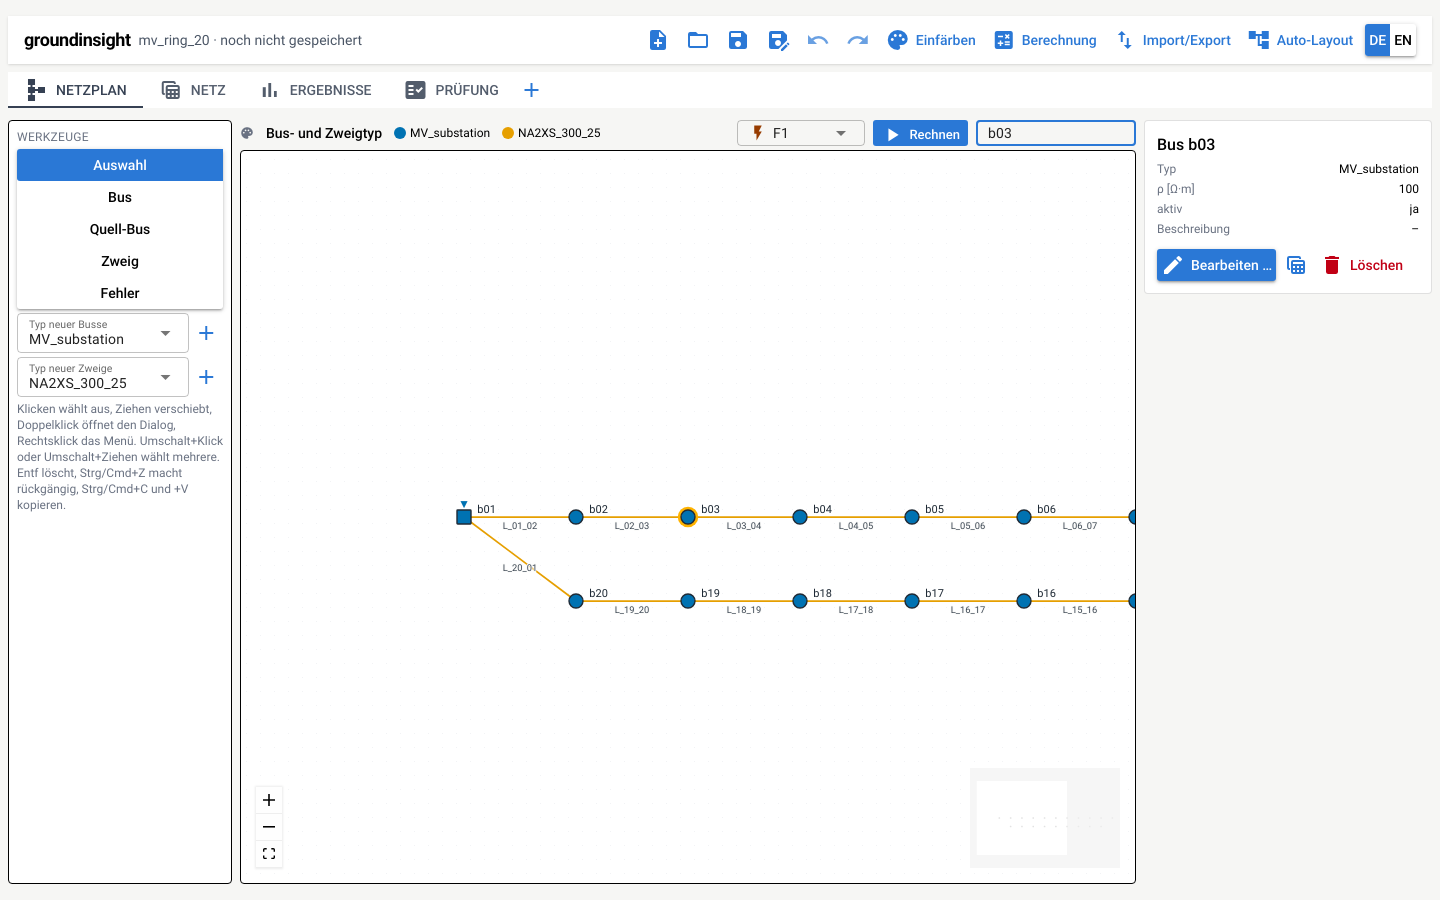 groundinsight mv_ring_20 · noch nicht gespeichert
Einfärben
Berechnung
Import/Export
Auto-Layout
DE EN
NETZPLAN
NETZ
ERGEBNISSE
PRÜFUNG
WERKZEUGE
Auswahl
Bus
Quell-Bus
Zweig
Fehler
Typ neuer Busse
MV_substation
Typ neuer Zweige
NA2XS_300_25
Klicken wählt aus, Ziehen verschiebt,
Doppelklick öffnet den Dialog,
Rechtsklick das Menü. Umschalt+Klick
oder Umschalt+Ziehen wählt mehrere.
Entf löscht, Strg/Cmd+Z macht
rückgängig, Strg/Cmd+C und +V
kopieren.
Bus- und Zweigtyp
MV_substation
NA2XS_300_25
F1
Rechnen
b03
b01 b02 b03 b04 b05 b06
L_01_02 L_02_03 L_03_04 L_04_05 L_05_06 L_06_07
L_20_01
b20 b19 b18 b17 b16
L_19_20 L_18_19 L_17_18 L_16_17 L_15_16
Bus b03
Typ MV_substation
ρ [Ω·m] 100
aktiv ja
Beschreibung –
Bearbeiten ...
Löschen